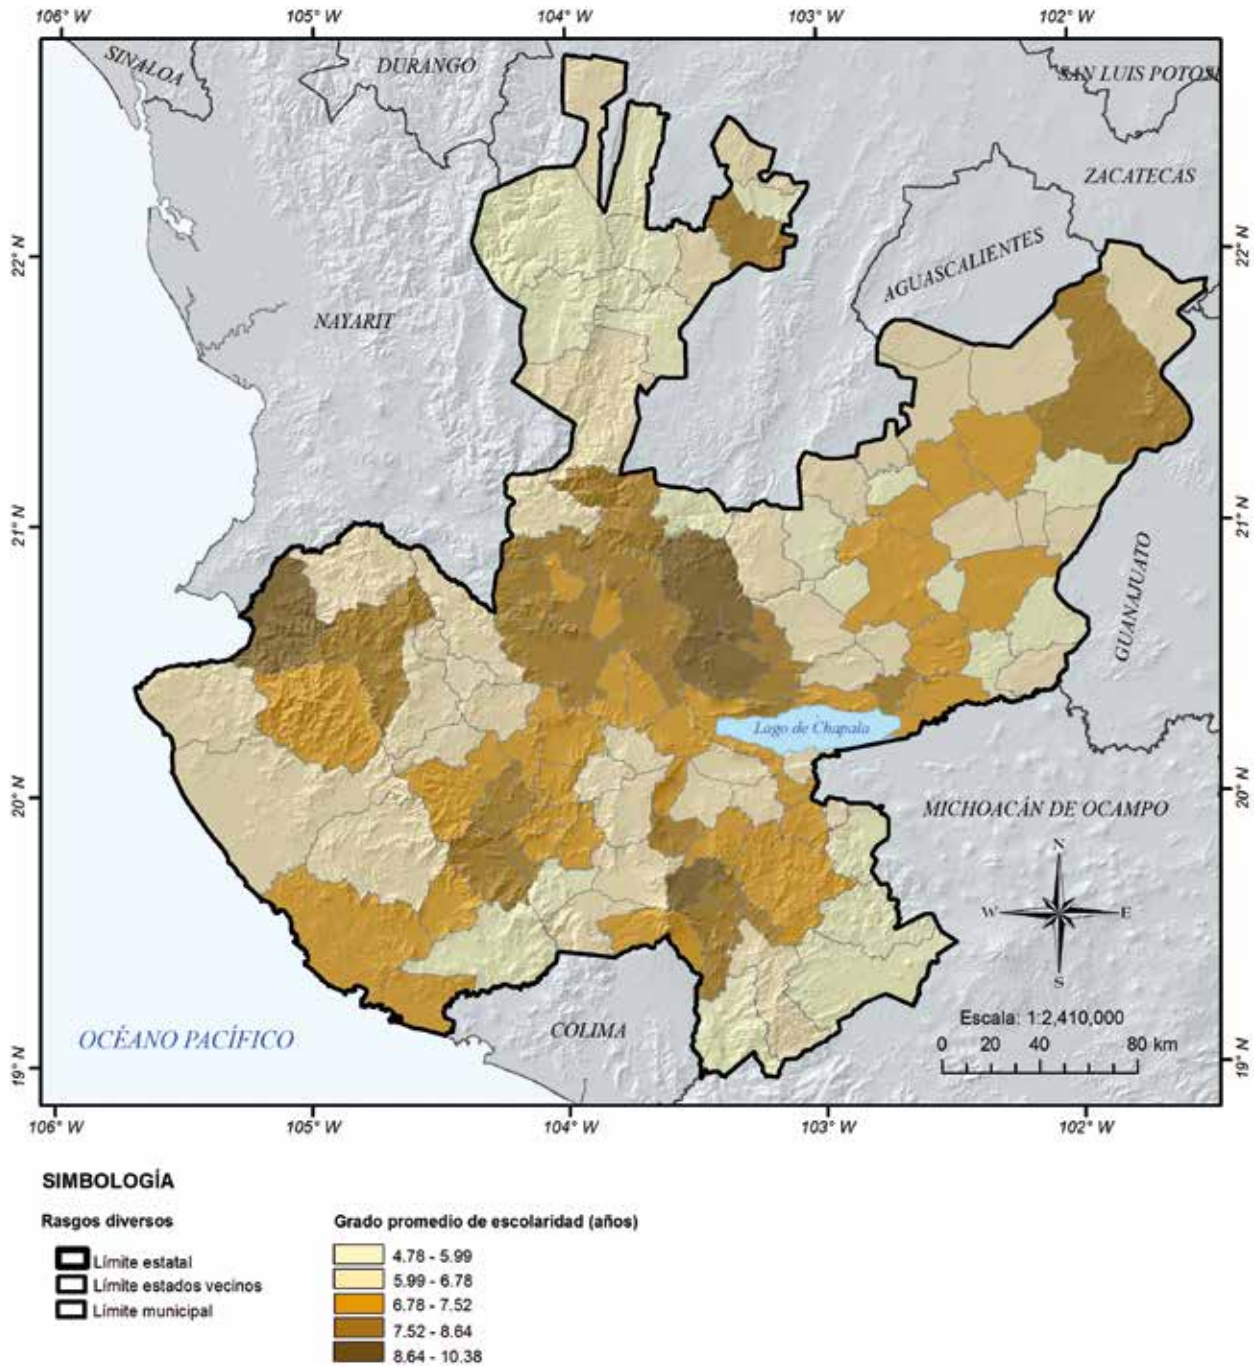 106° W 105° W 104° W 103° W 102° W
SINALOA
DURANGO
SAN LUIS POTOSÍ
ZACATECAS
22° N
22° N
AGUASCALIENTES
NAYARIT
21° N
21° N
GUANAJUATO
Lago de Chapala
20° N
20° N
MICHOACÁN DE OCAMPO
N
W E
S
COLIMA
OCÉANO PACÍFICO
Escala: 1:2,410,000
0 20 40 80 km
19° N
19° N
106° W 105° W 104° W 103° W 102° W
SIMBOLOGÍA
Rasgos diversos
Límite estatal
Límite estados vecinos
Límite municipal
Grado promedio de escolaridad (años)
4.78 - 5.99
5.99 - 6.78
6.78 - 7.52
7.52 - 8.64
8.64 - 10.38